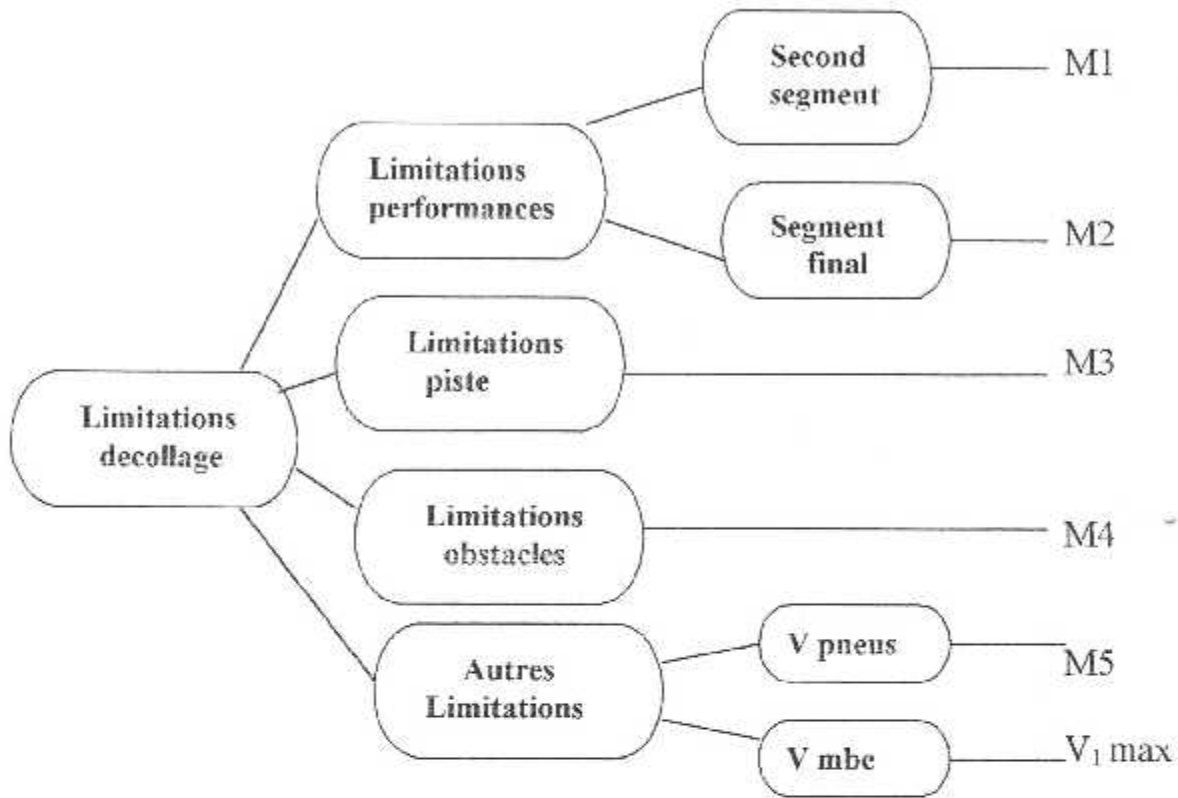 Second
segment
M1
Limitations
performances
Segment
final
M2
Limitations
piste
M3
Limitations
decollage
Limitations
obstacles
M4
Autres
Limitations
V pneus
M5
V mbe
V₁ max